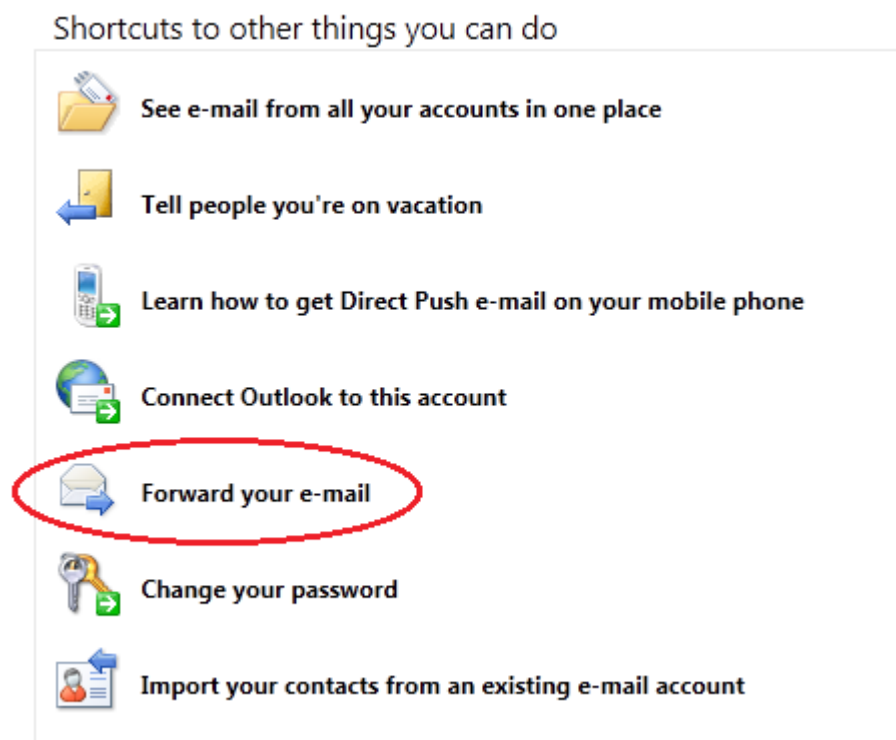 Shortcuts to other things you can do
See e-mail from all your accounts in one place
Tell people you're on vacation
Learn how to get Direct Push e-mail on your mobile phone
Connect Outlook to this account
Forward your e-mail
Change your password
Import your contacts from an existing e-mail account